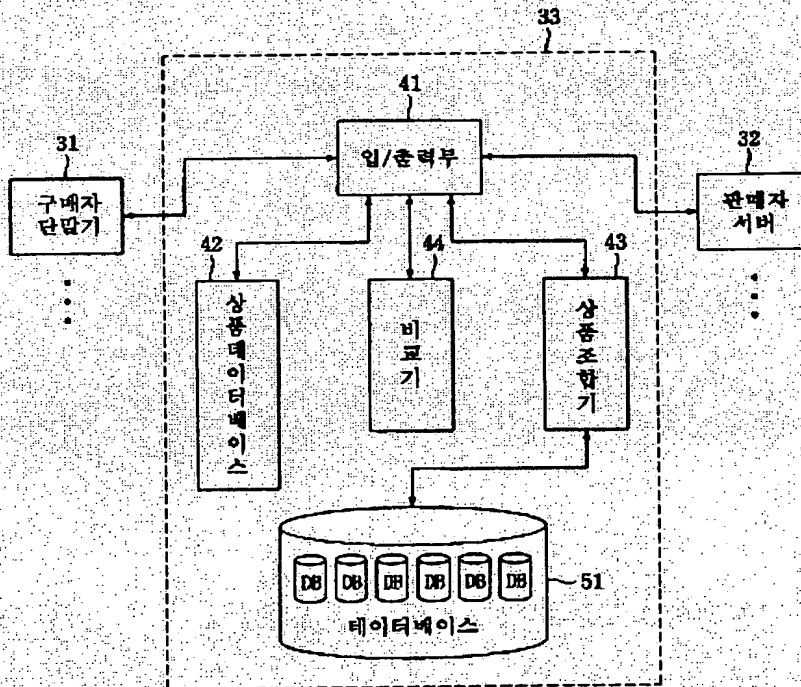 33
41
입/출력부
31
구매자
단말기
32
판매자
서버
42
상품데이터베이스
44
비교기
43
상품조합기
DB DB DB DB DB DB
데이터베이스
51